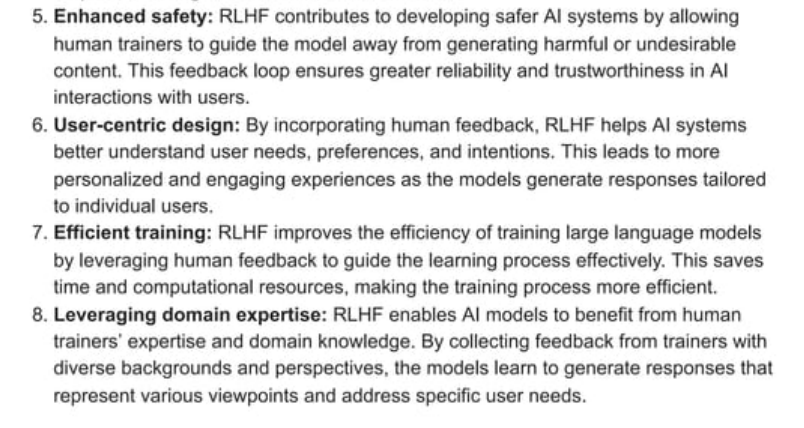 5. Enhanced safety: RLHF contributes to developing safer AI systems by allowing
human trainers to guide the model away from generating harmful or undesirable
content. This feedback loop ensures greater reliability and trustworthiness in AI
interactions with users.
6. User-centric design: By incorporating human feedback, RLHF helps AI systems
better understand user needs, preferences, and intentions. This leads to more
personalized and engaging experiences as the models generate responses tailored
to individual users.
7. Efficient training: RLHF improves the efficiency of training large language models
by leveraging human feedback to guide the learning process effectively. This saves
time and computational resources, making the training process more efficient.
8. Leveraging domain expertise: RLHF enables AI models to benefit from human
trainers' expertise and domain knowledge. By collecting feedback from trainers with
diverse backgrounds and perspectives, the models learn to generate responses that
represent various viewpoints and address specific user needs.